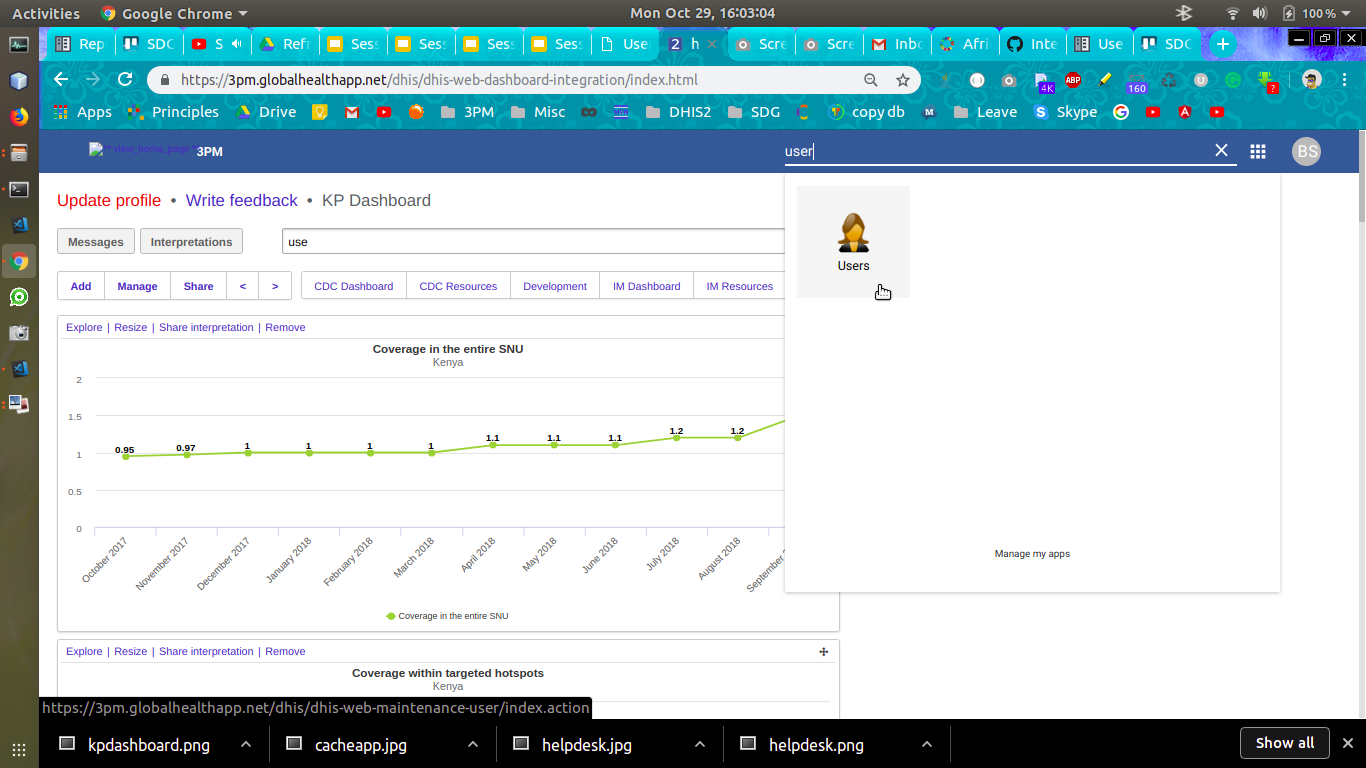 Activities Google Chrome Mon Oct 29, 16:03:04 100 %
Rep SDC S Refr Sess Sess Sess Sess User 2 h Scre Scre Inbo Afri Inte Use SDC
https://3pm.globalhealthapp.net/dhis/dhis-web-dashboard-integration/index.html ABP 4K 160 ?
Apps Principles Drive 3PM Misc DHIS2 SDG copy db M Leave Skype
** view_home_page ** 3PM user BS
Update profile • Write feedback • KP Dashboard
Messages Interpretations use
Users
Add Manage Share < > CDC Dashboard CDC Resources Development IM Dashboard IM Resources
Explore | Resize | Share interpretation | Remove
Coverage in the entire SNU
Kenya
2
1.5
1
0.5
0
0.95 0.97 1 1 1 1 1.1 1.1 1.1 1.2 1.2
October 2017 November 2017 December 2017 January 2018 February 2018 March 2018 April 2018 May 2018 June 2018 July 2018 August 2018 September
Coverage in the entire SNU
Manage my apps
Explore | Resize | Share interpretation | Remove
Coverage within targeted hotspots
Kenya
https://3pm.globalhealthapp.net/dhis/dhis-web-maintenance-user/index.action
kpdashboard.png cacheapp.jpg helpdesk.jpg helpdesk.png Show all